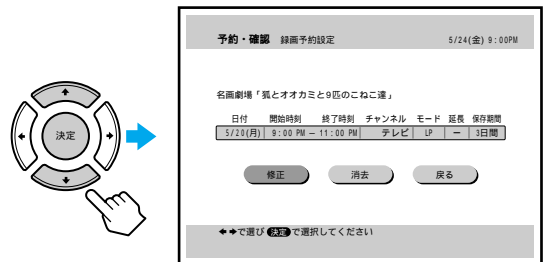 予約・確認 録画予約設定 5/24(金) 9:00PM
名画劇場「狐とオオカミと9匹のこねこ達」
日付 開始時刻 終了時刻 チャンネル モード 延長 保存期間
5/20(月) 9:00 PM — 11:00 PM テレビ LP ー 3日間
決定
修正 消去 戻る
で選び 決定 で選択してください